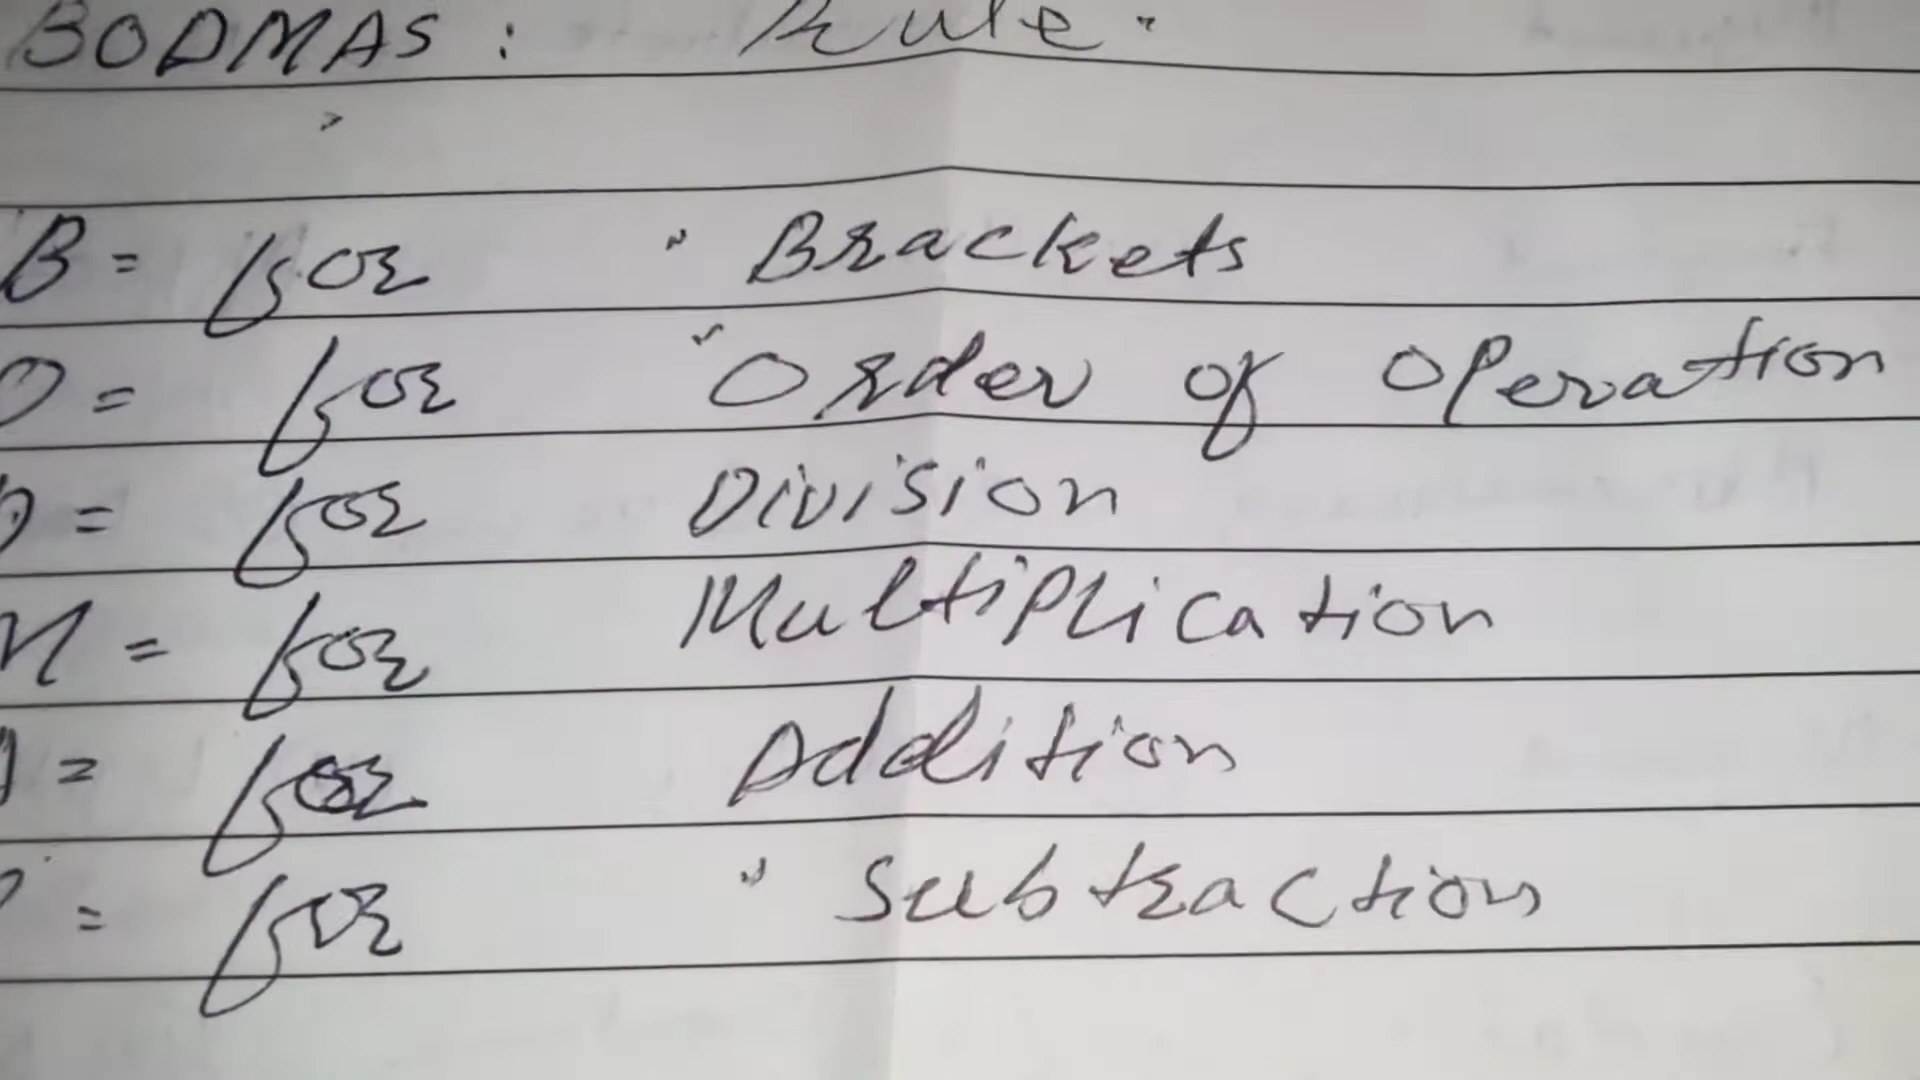 BODMAS : Rule.
B = for " Brackets
O = for " Order of Operation
D = for Division
M = for Multiplication
A = for Addition
= for " Subtraction